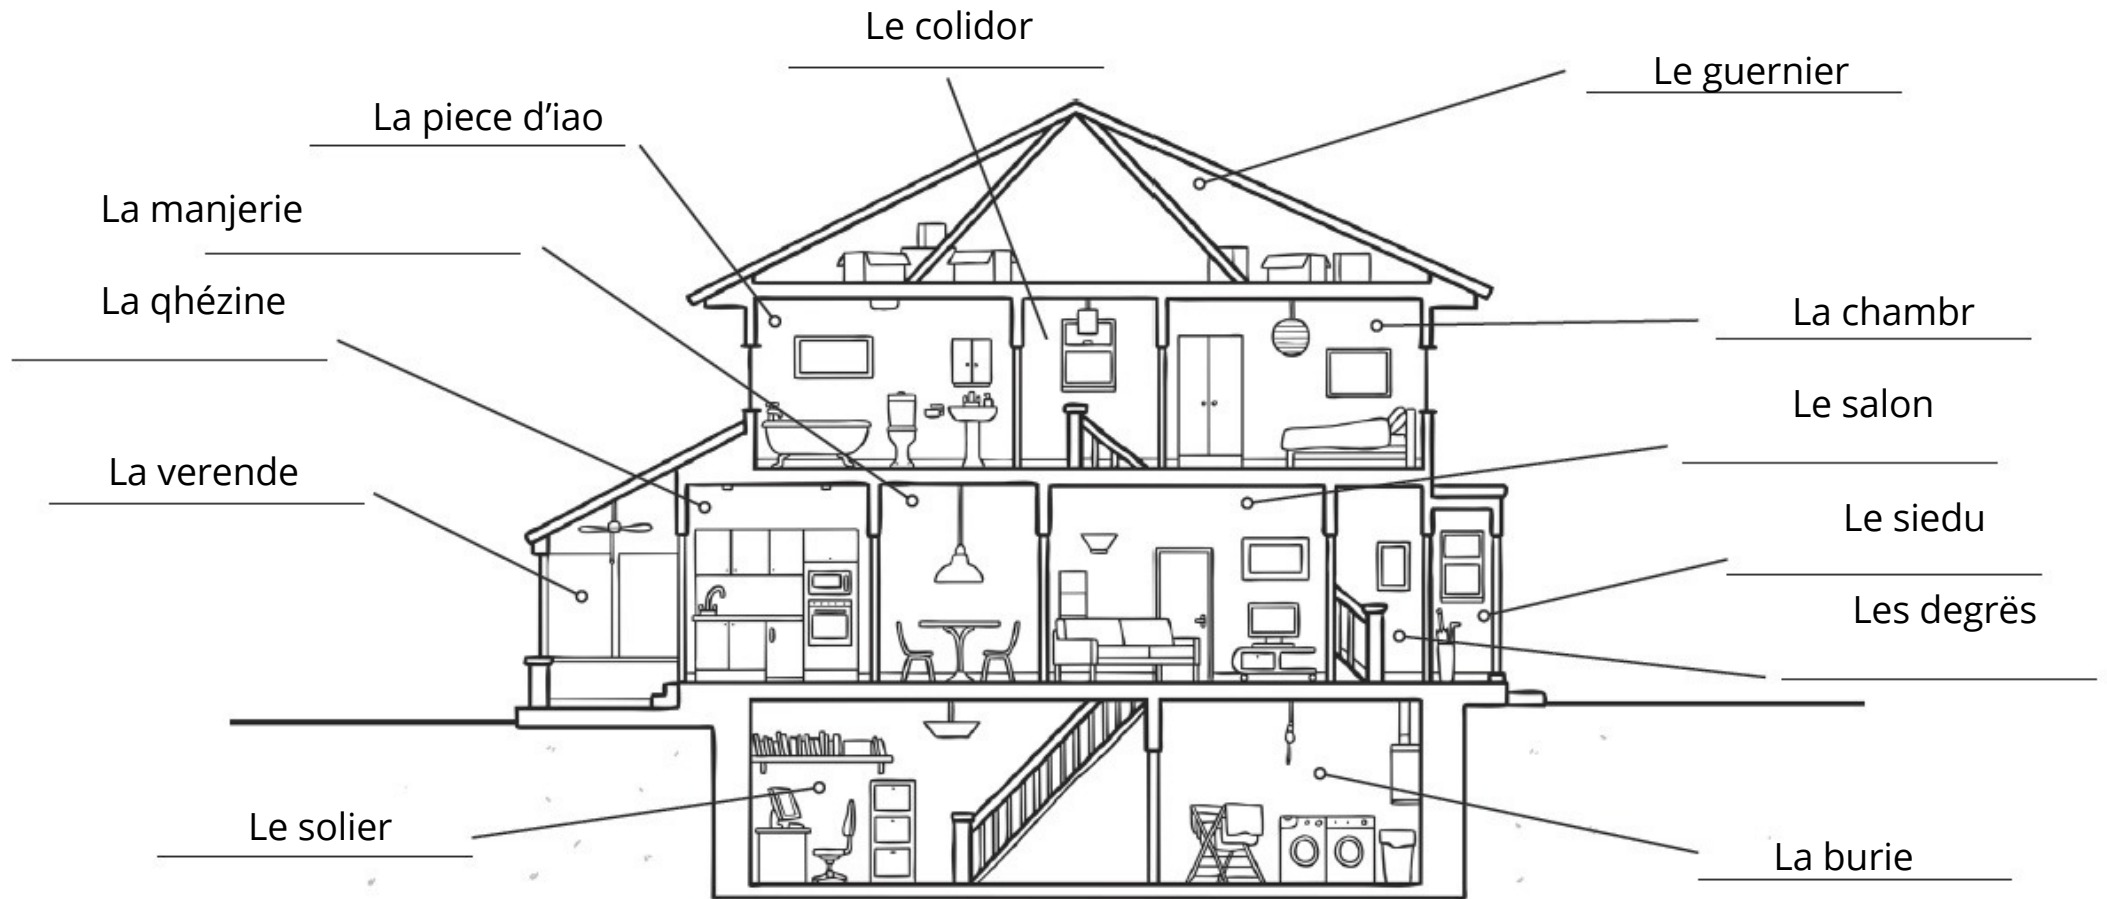 Le colidor
Le guernier
La piece d’iao
La manjerie
La qhézine
La chambr
Le salon
La verende
Le siedu
Les degrës
Le solier
La burie